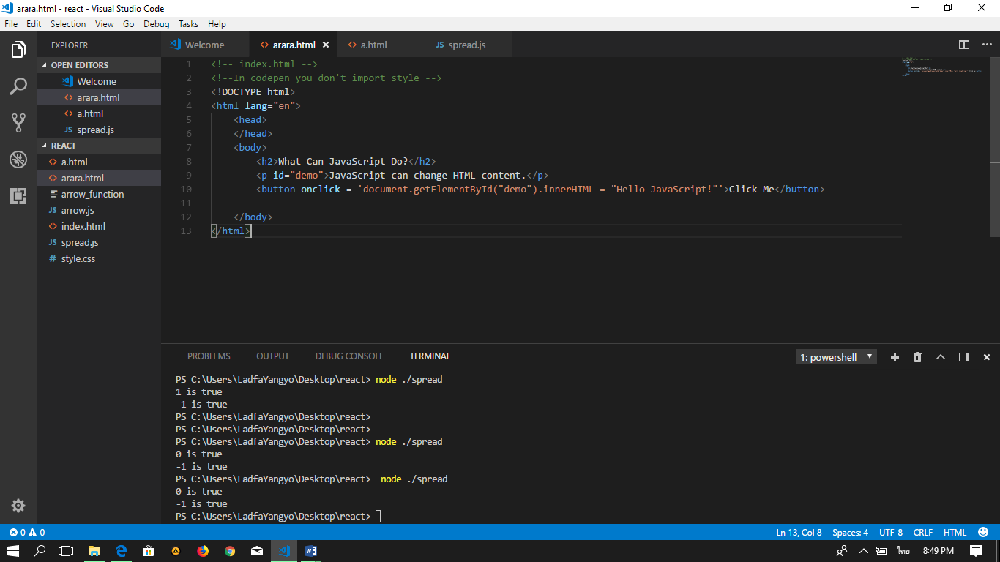 arara.html - react - Visual Studio Code
File Edit Selection View Go Debug Tasks Help
EXPLORER
OPEN EDITORS
Welcome
arara.html
a.html
JS spread.js
REACT
a.html
arara.html
arrow_function
JS arrow.js
index.html
JS spread.js
# style.css
Welcome
<> arara.html ×
<> a.html
JS spread.js
1 <!-- index.html -->
2 <!--In codepen you don't import style -->
3 <!DOCTYPE html>
4 <html lang="en">
5 <head>
6 </head>
7 <body>
8 <h2>What Can JavaScript Do?</h2>
9 <p id="demo">JavaScript can change HTML content.</p>
10 <button onclick = 'document.getElementById("demo").innerHTML = "Hello JavaScript!"'>Click Me</button>
11
12 </body>
13 </html>
PROBLEMS OUTPUT DEBUG CONSOLE TERMINAL
1: powershell
PS C:\Users\LadfaYangyo\Desktop\react> node ./spread
1 is true
-1 is true
PS C:\Users\LadfaYangyo\Desktop\react>
PS C:\Users\LadfaYangyo\Desktop\react>
PS C:\Users\LadfaYangyo\Desktop\react> node ./spread
0 is true
-1 is true
PS C:\Users\LadfaYangyo\Desktop\react>  node ./spread
0 is true
-1 is true
PS C:\Users\LadfaYangyo\Desktop\react>
0 0 Ln 13, Col 8 Spaces: 4 UTF-8 CRLF HTML
ไทย 8:49 PM